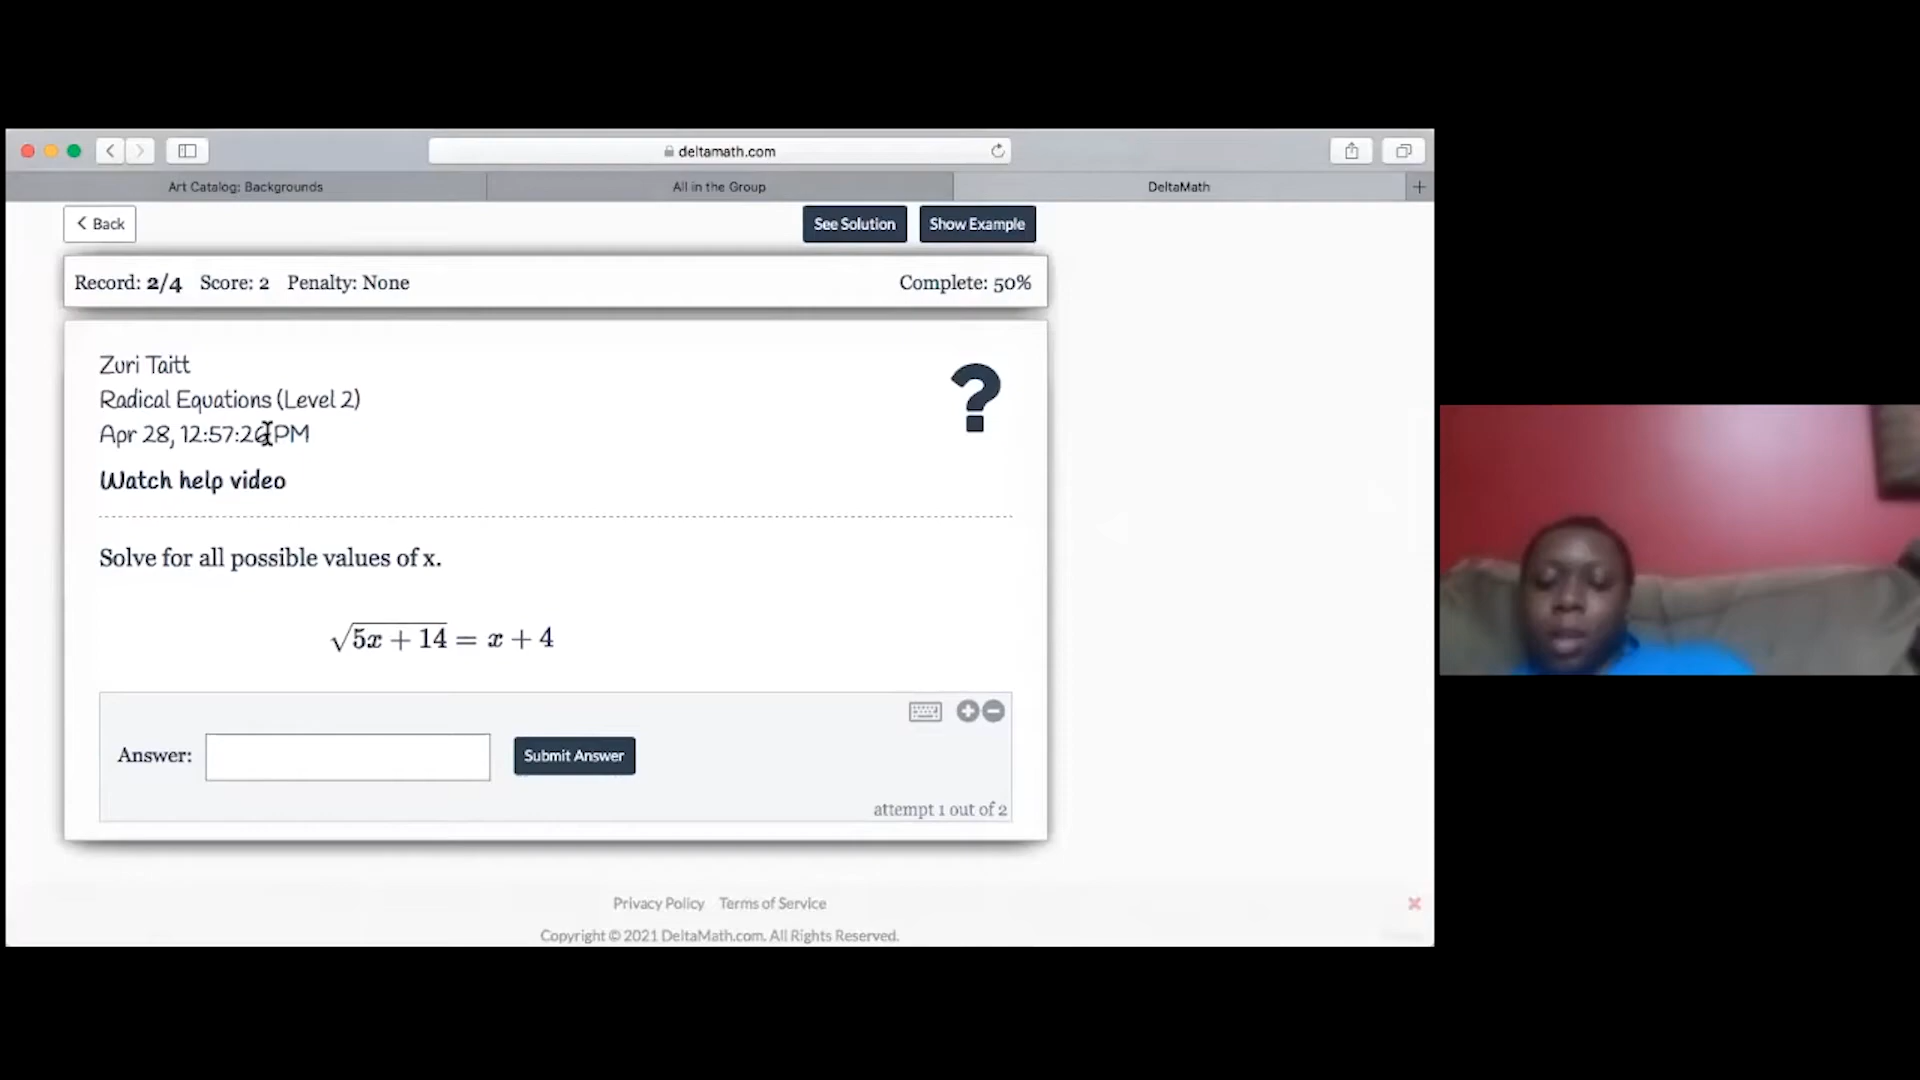 deltamath.com
Art Catalog: Backgrounds
All in the Group
DeltaMath
Back
See Solution
Show Example
Record: 2/4 Score: 2 Penalty: None
Complete: 50%
Zuri Taitt
Radical Equations (Level 2)
Apr 28, 12:57:26 PM
Watch help video
?
Solve for all possible values of x.
√5x + 14 = x + 4
Answer:
Submit Answer
attempt 1 out of 2
Privacy Policy Terms of Service
Copyright © 2021 DeltaMath.com. All Rights Reserved.